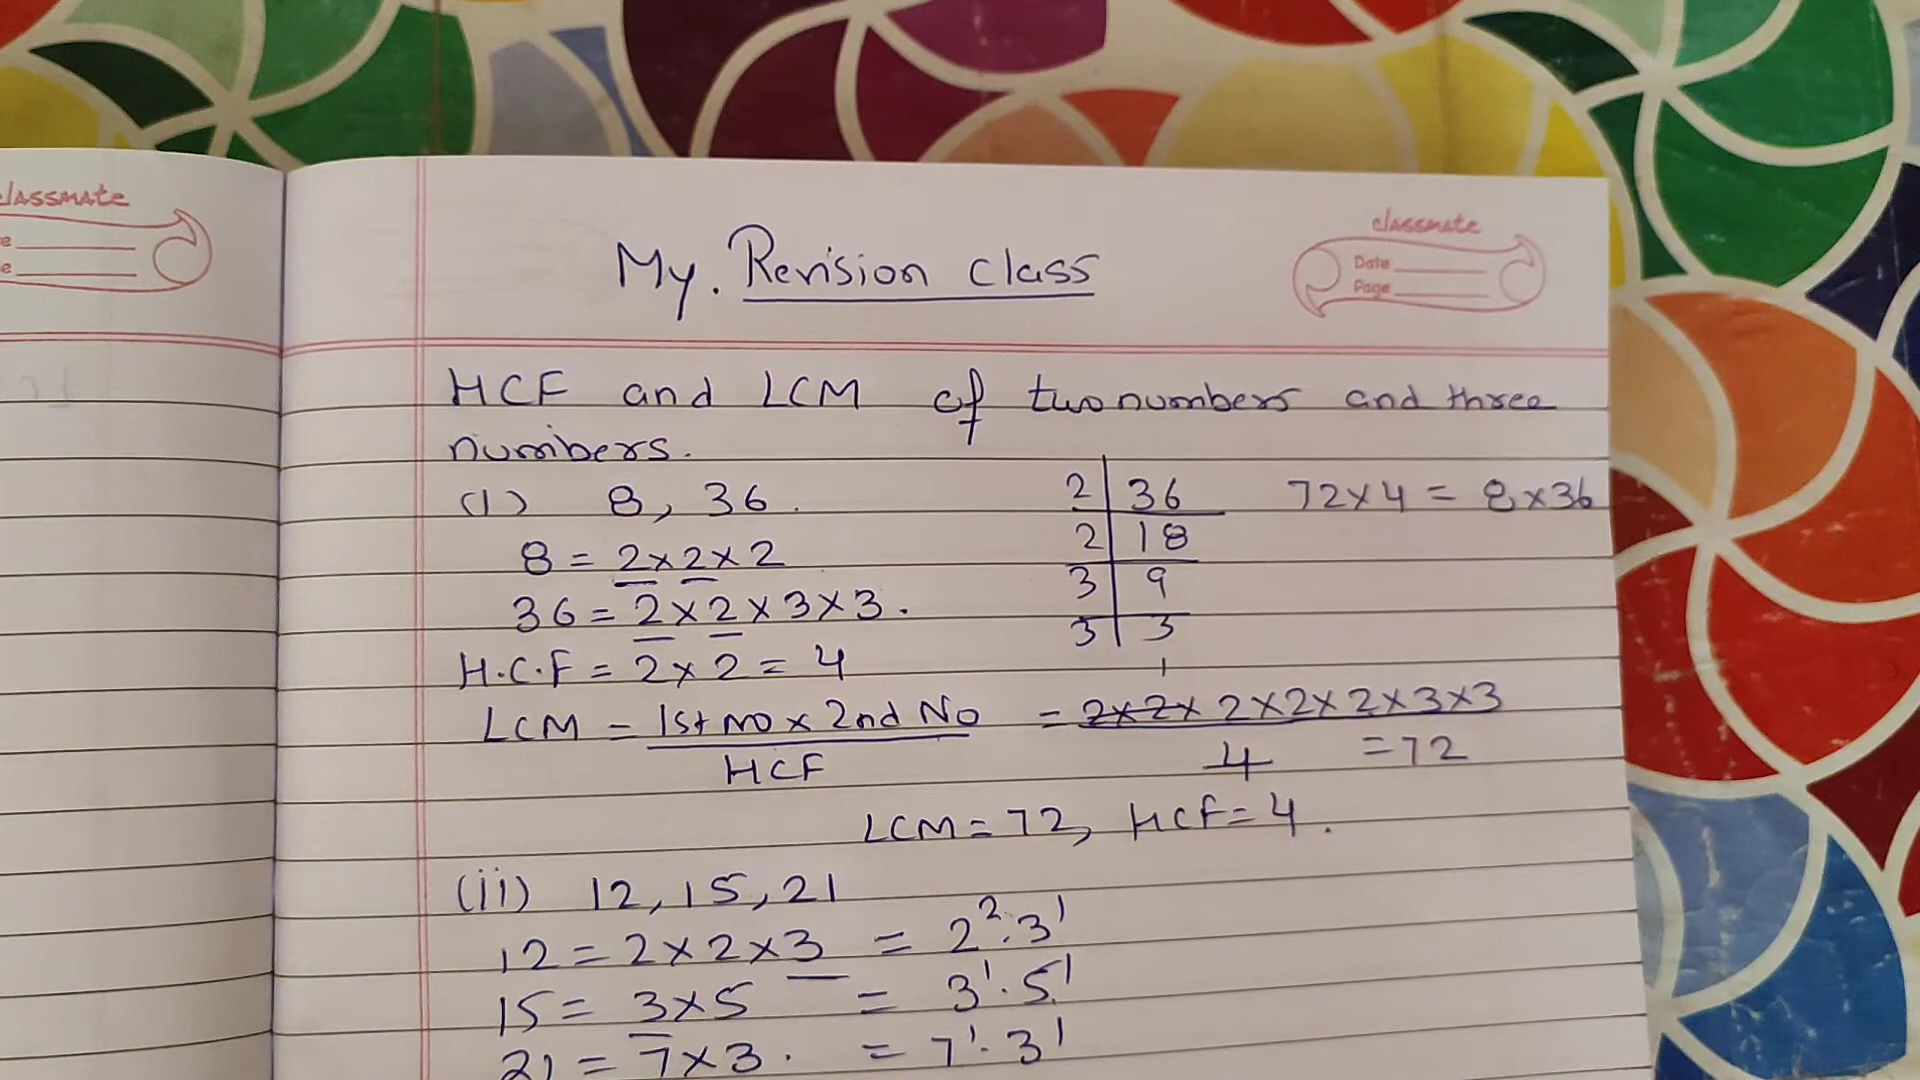 classmate
My. Revision class
classmate
Date
Page
HCF and LCM of two numbers and three
numbers.
(1) 8, 36.
8 = 2×2×2
36 = 2×2×3×3.
H.C.F = 2×2 = 4
2 | 36
2 | 18
3 | 9
3 | 3
1
72×4 = 8×36
LCM = 1st no × 2nd No / HCF = 2×2×2×2×2×3×3 / 4 = 72
LCM = 72, HCF = 4.
(ii) 12, 15, 21
12 = 2×2×3 = 2².3¹
15 = 3×5 = 3¹.5¹
21 = 7×3. = 7¹.3¹